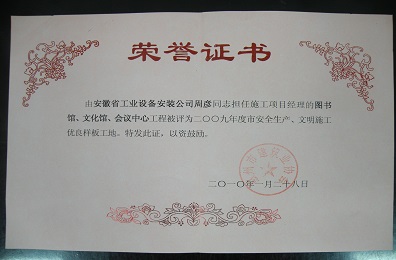 荣誉证书
由安徽省工业设备安装公司周彦同志担任施工项目经理的图书
馆、文化馆、会议中心工程被评为二〇〇九年度市安全生产、文明施工
优良样板工地。特发此证，以资鼓励。
二〇一〇年一月二十八日